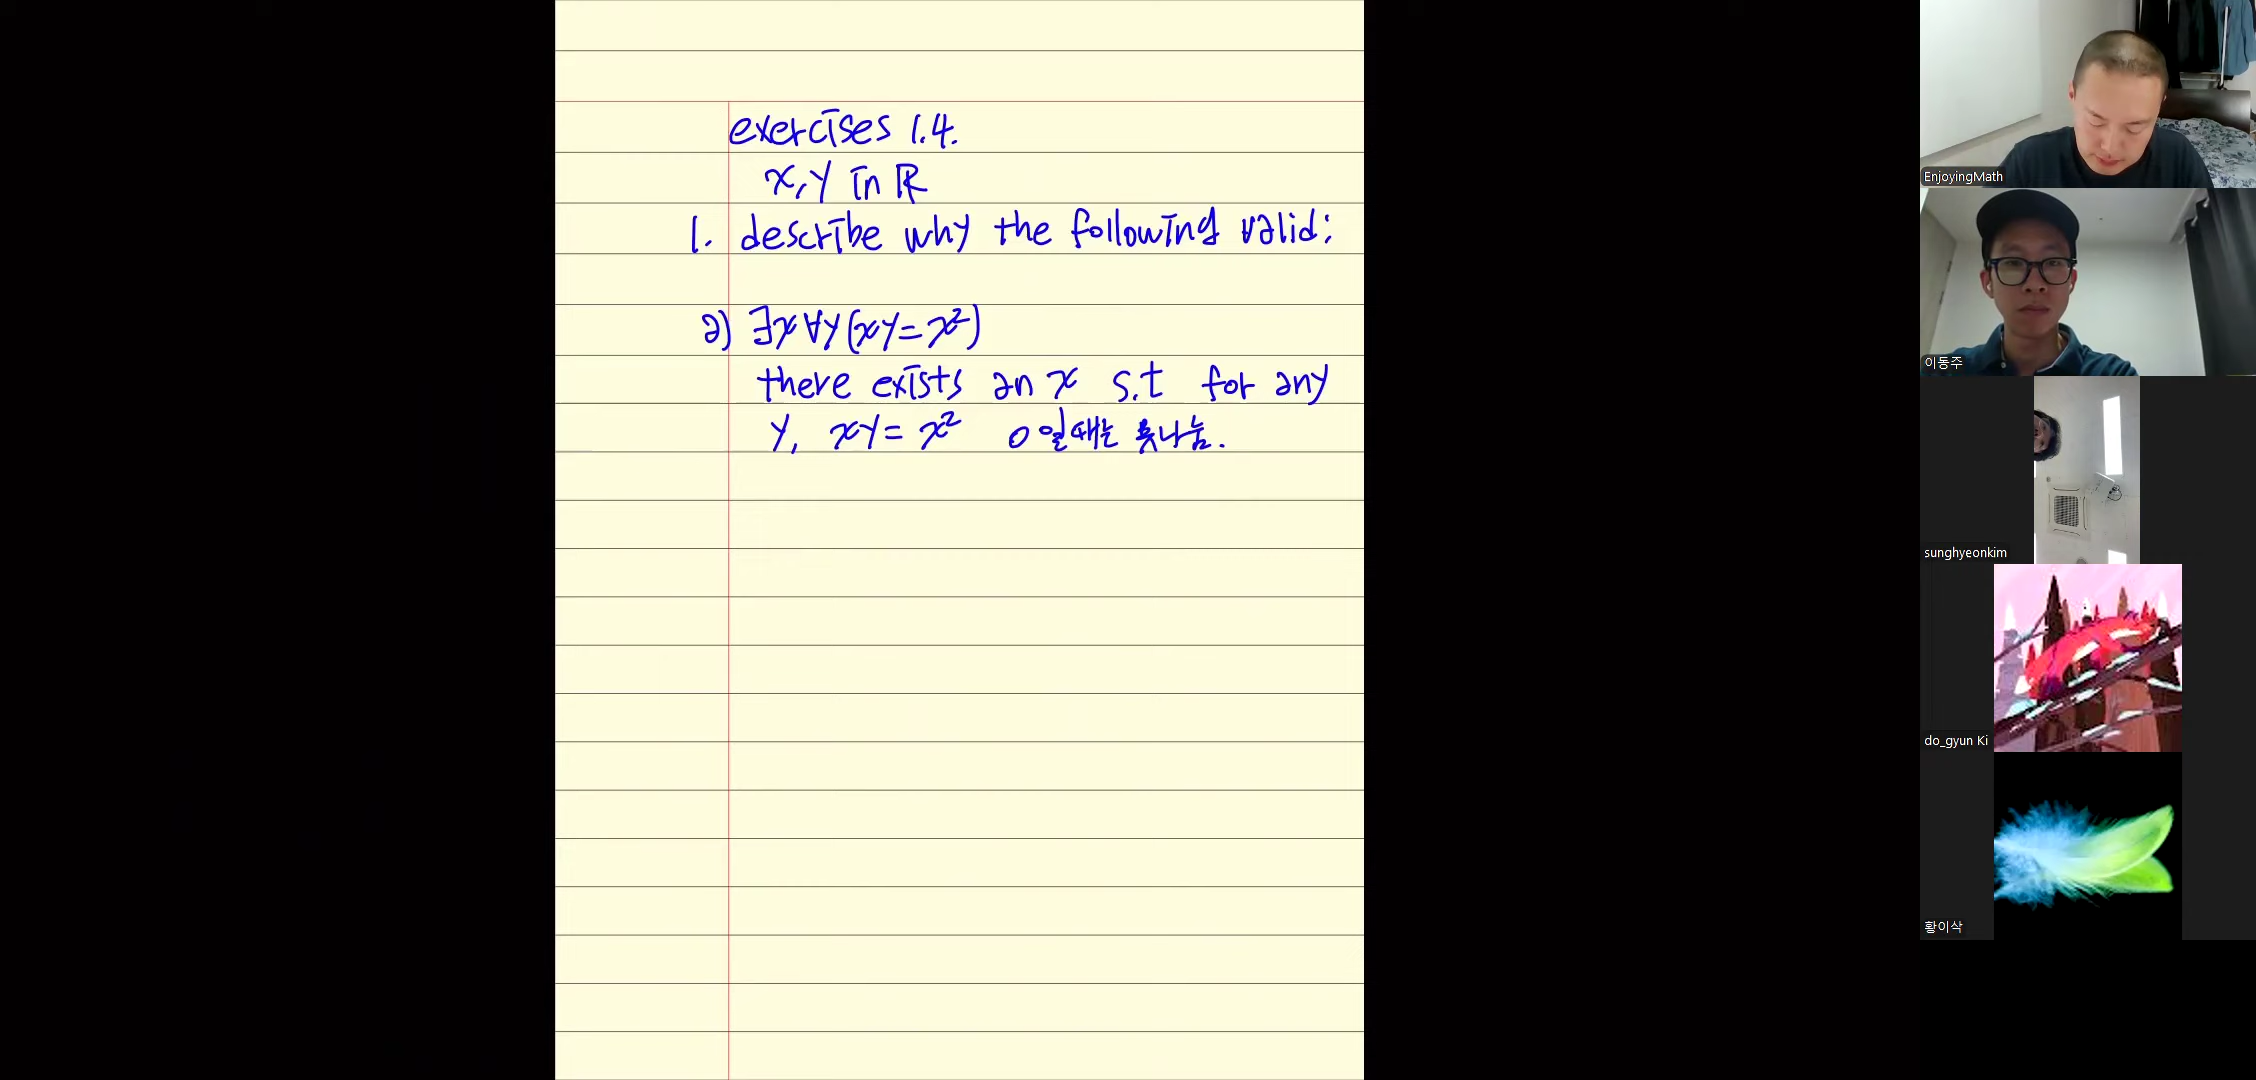 exercises 1.4.
x, y in ℝ
1. describe why the following valid:
a) ∃x∀y(xy=x²)
there exists an x s.t for any
y, xy = x² 0일때는 못나눔.
EnjoyingMath
이동주
sunghyeonkim
do_gyun Ki
황이삭